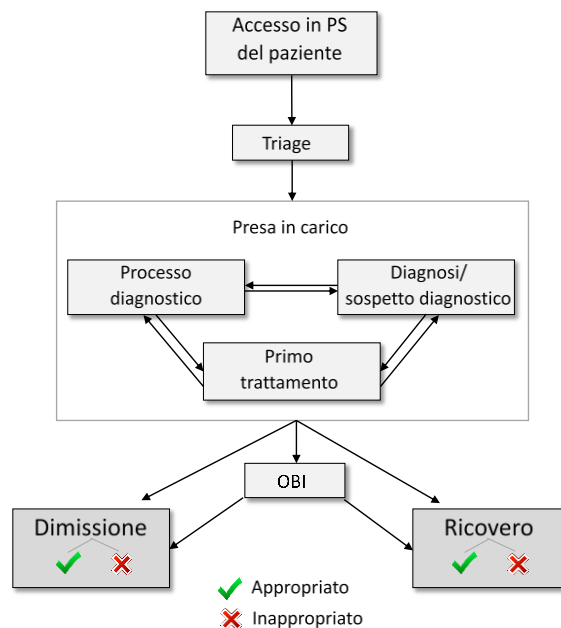 Accesso in PS
del paziente
Triage
Presa in carico
Processo
diagnostico
Diagnosi/
sospetto diagnostico
Primo
trattamento
OBI
Dimissione
Ricovero
Appropriato
Inappropriato